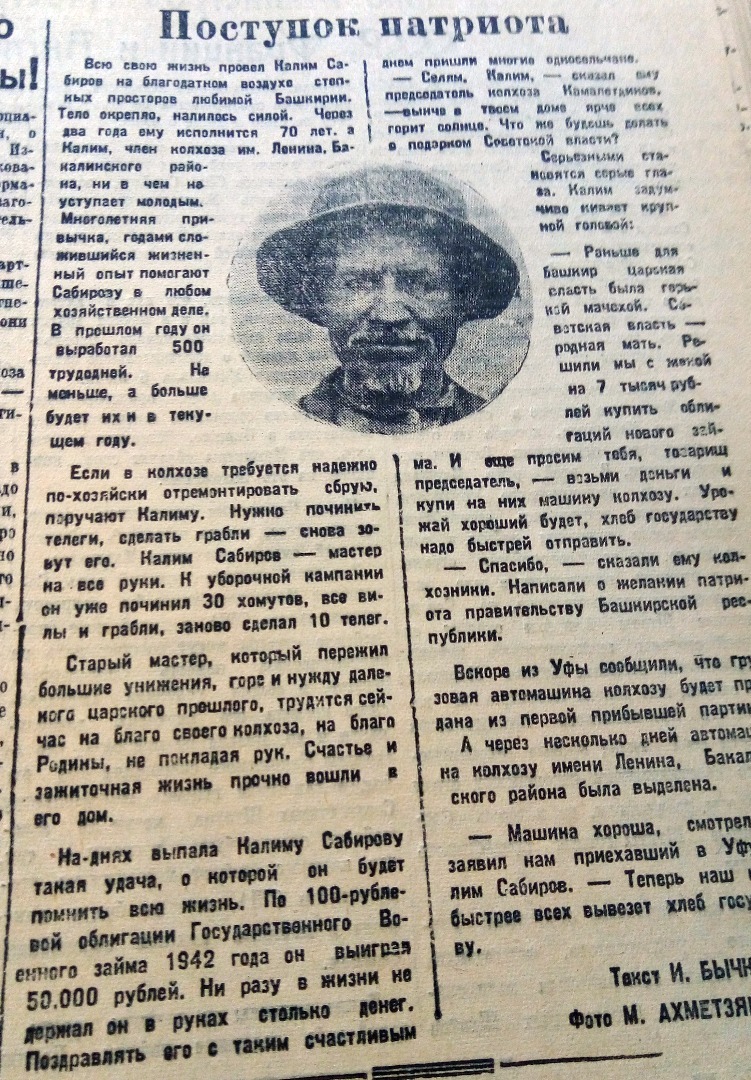 Поступок патриота
Всю свою жизнь провел Калим Са-
биров на благодатном воздухе степ-
ных просторов любимой Башкирии.
Тело окрепло, налилось силой. Через
два года ему исполнится 70 лет, а
Калим, член колхоза им. Ленина, Ба-
калинского райо-
на, ни в чем не
уступает молодым.
Многолетняя при-
вычка, годами сло-
жившийся жизнен-
ный опыт помогают
Сабирову в любом
хозяйственном деле.
В прошлом году он
выработал 500
трудодней. Не
меньше, а больше
будет их и в теку-
щем году.
Если в колхозе требуется надежно
по-хозяйски отремонтировать сбрую,
поручают Калиму. Нужно починить
телеги, сделать грабли — снова зо-
вут его. Калим Сабиров — мастер
на все руки. К уборочной кампании
он уже починил 30 хомутов, все ви-
лы и грабли, заново сделал 10 телег.
Старый мастер, который пережил
большие унижения, горе и нужду дале-
кого царского прошлого, трудится сей-
час на благо своего колхоза, на благо
Родины, не покладая рук. Счастье и
зажиточная жизнь прочно вошли в
его дом.
На-днях выпала Калиму Сабирову
такая удача, о которой он будет
помнить всю жизнь. По 100-рубле-
вой облигации Государственного Во-
енного займа 1942 года он выиграл
50.000 рублей. Ни разу в жизни не
держал он в руках столько денег.
Поздравлять его с таким счастливым
днем пришли многие односельчане.
— Селям, Калим, — сказал ему
председатель колхоза Камалетдинов,
— нынче в твоем доме ярче всех
горит солнце. Что же будешь делать
с подарком Советской власти?
Серьезными ста-
новятся серые гла-
за. Калим задум-
чиво кивает круп-
ной головой:
— Раньше для
башкир царская
власть была горь-
кой мачехой. Со-
ветская власть —
родная мать. Ре-
шили мы с женой
на 7 тысяч руб-
лей купить обли-
гаций нового зай-
ма. И еще просим тебя, товарищ
председатель, — возьми деньги и
купи на них машину колхозу. Уро-
жай хороший будет, хлеб государству
надо быстрей отправить.
— Спасибо, — сказали ему кол-
хозники. Написали о желании патри-
ота правительству Башкирской рес-
публики.
Вскоре из Уфы сообщили, что гру
зовая автомашина колхозу будет пр
дана из первой прибывшей партии
А через несколько дней автомаш
на колхозу имени Ленина, Бакал
ского района была выделена.
— Машина хороша, смотрел
заявил нам приехавший в Уфу
лим Сабиров. — Теперь наш
быстрее всех вывезет хлеб госу
ву.
Текст И. БЫЧН
Фото М. АХМЕТЗЯ